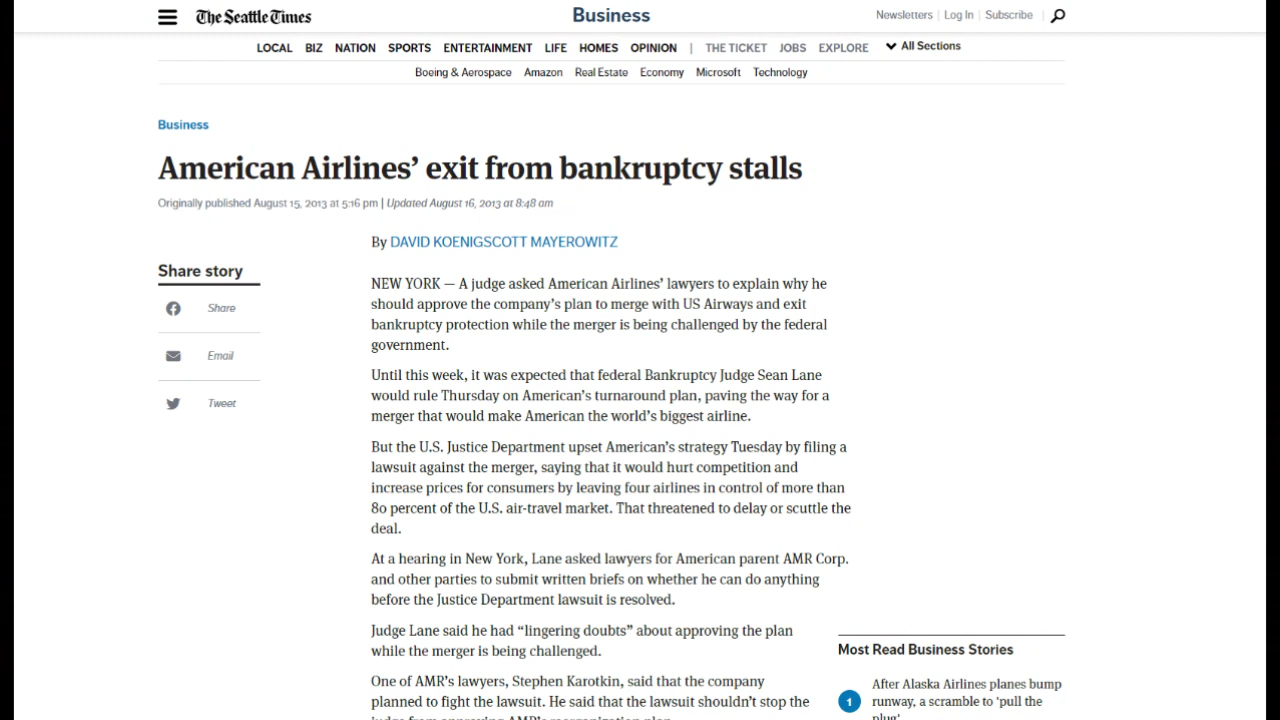 The Seattle Times
Business
Newsletters | Log In | Subscribe |
LOCAL BIZ NATION SPORTS ENTERTAINMENT LIFE HOMES OPINION | THE TICKET JOBS EXPLORE All Sections
Boeing & Aerospace Amazon Real Estate Economy Microsoft Technology
Business
American Airlines’ exit from bankruptcy stalls
Originally published August 15, 2013 at 5:16 pm | Updated August 16, 2013 at 8:48 am
By DAVID KOENIGSCOTT MAYEROWITZ
Share story
Share
Email
Tweet
NEW YORK — A judge asked American Airlines’ lawyers to explain why he
should approve the company’s plan to merge with US Airways and exit
bankruptcy protection while the merger is being challenged by the federal
government.
Until this week, it was expected that federal Bankruptcy Judge Sean Lane
would rule Thursday on American’s turnaround plan, paving the way for a
merger that would make American the world’s biggest airline.
But the U.S. Justice Department upset American’s strategy Tuesday by filing a
lawsuit against the merger, saying that it would hurt competition and
increase prices for consumers by leaving four airlines in control of more than
80 percent of the U.S. air-travel market. That threatened to delay or scuttle the
deal.
At a hearing in New York, Lane asked lawyers for American parent AMR Corp.
and other parties to submit written briefs on whether he can do anything
before the Justice Department lawsuit is resolved.
Judge Lane said he had “lingering doubts” about approving the plan
while the merger is being challenged.
One of AMR’s lawyers, Stephen Karotkin, said that the company
planned to fight the lawsuit. He said that the lawsuit shouldn’t stop the
judge from approving AMR’s reorganization plan.
Most Read Business Stories
1
After Alaska Airlines planes bump
runway, a scramble to ‘pull the
plug’